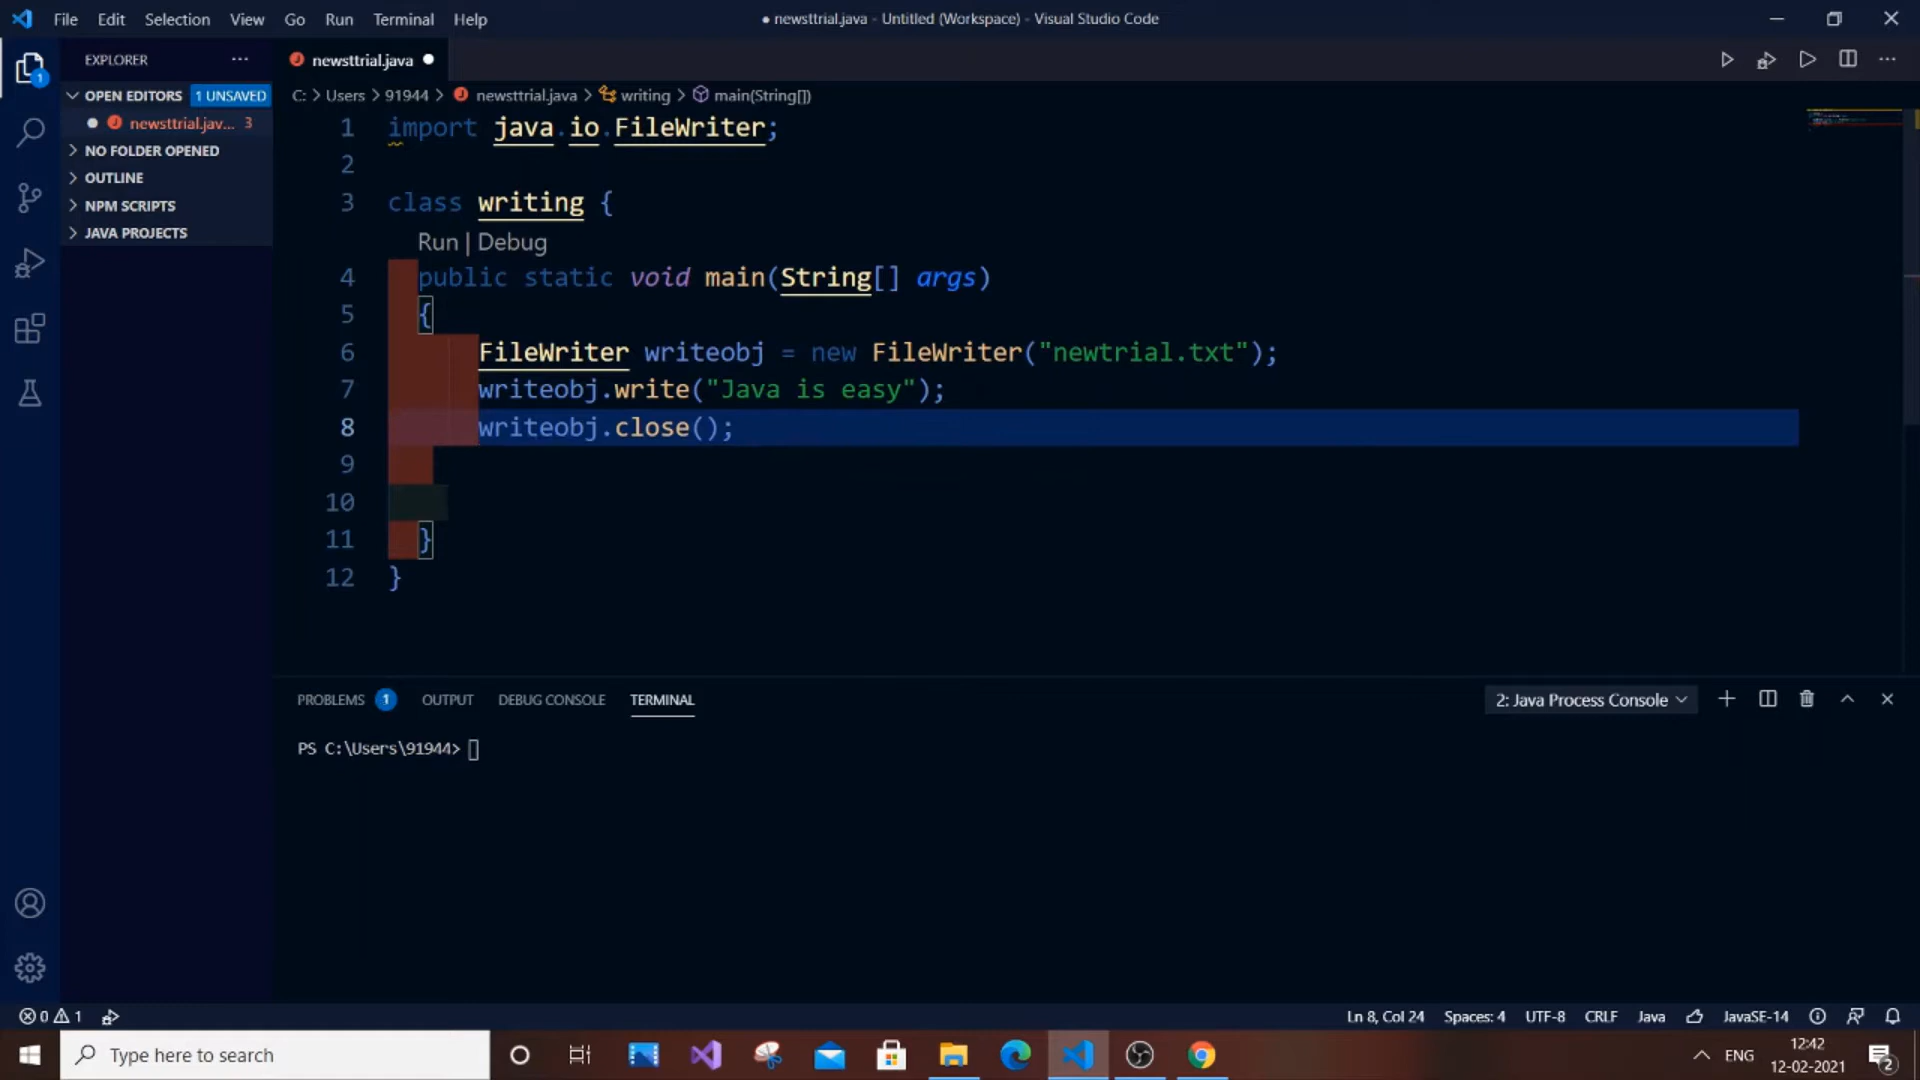 File Edit Selection View Go Run Terminal Help
● newsttrial.java - Untitled (Workspace) - Visual Studio Code
EXPLORER ···
newsttrial.java ●
OPEN EDITORS 1 UNSAVED
● newsttrial.jav... 3
NO FOLDER OPENED
OUTLINE
NPM SCRIPTS
JAVA PROJECTS
1
C: > Users > 91944 > newsttrial.java > writing > main(String[])
1 import java.io.FileWriter;
2
3 class writing {
Run | Debug
4 public static void main(String[] args)
5 {
6 FileWriter writeobj = new FileWriter("newtrial.txt");
7 writeobj.write("Java is easy");
8 writeobj.close();
9
10
11 }
12 }
PROBLEMS 1 OUTPUT DEBUG CONSOLE TERMINAL
2: Java Process Console
PS C:\Users\91944>
0 1
Ln 8, Col 24 Spaces: 4 UTF-8 CRLF Java JavaSE-14
Type here to search
ENG
12:42
12-02-2021
2